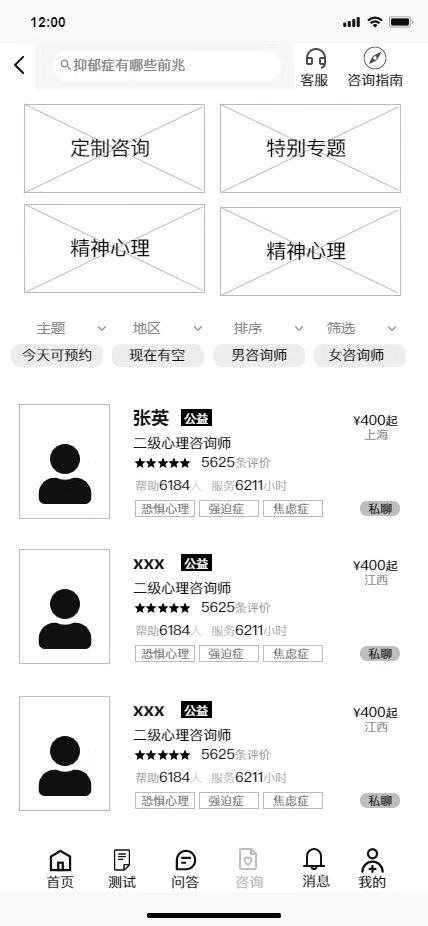 12:00
抑郁症有哪些前兆
客服 咨询指南
定制咨询 特别专题
精神心理 精神心理
主题 地区 排序 筛选
今天可预约 现在有空 男咨询师 女咨询师
张英 公益 ¥400起
上海
二级心理咨询师
★★★★★ 5625条评价
帮助6184人 服务6211小时
恐惧心理 强迫症 焦虑症 私聊
xxx 公益 ¥400起
江西
二级心理咨询师
★★★★★ 5625条评价
帮助6184人 服务6211小时
恐惧心理 强迫症 焦虑症 私聊
xxx 公益 ¥400起
江西
二级心理咨询师
★★★★★ 5625条评价
帮助6184人 服务6211小时
恐惧心理 强迫症 焦虑症 私聊
首页 测试 问答 咨询 消息 我的